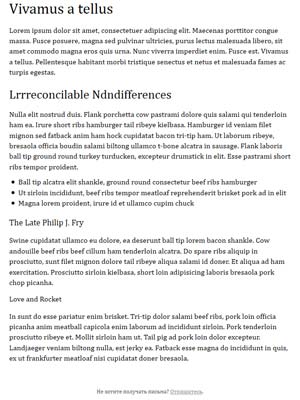 Vivamus a tellus
Lorem ipsum dolor sit amet, consectetuer adipiscing elit. Maecenas porttitor congue
massa. Fusce posuere, magna sed pulvinar ultricies, purus lectus malesuada libero, sit
amet commodo magna eros quis urna. Nunc viverra imperdiet enim. Fusce est. Vivamus
a tellus. Pellentesque habitant morbi tristique senectus et netus et malesuada fames ac
turpis egestas.
Lrrreconcilable Ndndifferences
Nulla elit nostrud duis. Flank porchetta cow pastrami dolore quis salami qui tenderloin
ham ea. Irure short ribs hamburger tail ribeye kielbasa. Hamburger id veniam filet
mignon sed fatback anim ham hock cupidatat bacon tri-tip ham. Ut laborum ribeye,
bresaola officia boudin salami biltong ullamco t-bone alcatra in sausage. Flank laboris
ball tip ground round turkey turducken, excepteur drumstick in elit. Esse pastrami short
ribs tempor proident.
• Ball tip alcatra elit shankle, ground round consectetur beef ribs hamburger
• Ut sirloin incididunt, beef ribs tempor meatloaf reprehenderit brisket pork ad in elit
• Magna lorem proident, irure id et ullamco cupim chuck
The Late Philip J. Fry
Swine cupidatat ullamco eu dolore, ea deserunt ball tip lorem bacon shankle. Cow
andouille beef ribs beef cillum ham tenderloin alcatra. Do spare ribs aliquip in
prosciutto, sunt filet mignon dolore tail ribeye aliqua salami id doner. Et aliqua ad ham
exercitation. Prosciutto sirloin kielbasa, short loin adipisicing laboris bresaola pork
chop picanha.
Love and Rocket
In sunt do esse pariatur enim brisket. Tri-tip dolor salami beef ribs, pork loin officia
picanha anim meatball capicola enim laborum ad incididunt sirloin. Pork tenderloin
prosciutto ribeye et. Mollit sirloin ham ut. Tail pig ad pork loin dolor excepteur.
Landjaeger veniam biltong nulla, est jerky ea. Fatback esse magna do incididunt in quis,
ex ut frankfurter meatloaf nisi cupidatat doner bresaola.
Не хотите получать письма? Отпишитесь.